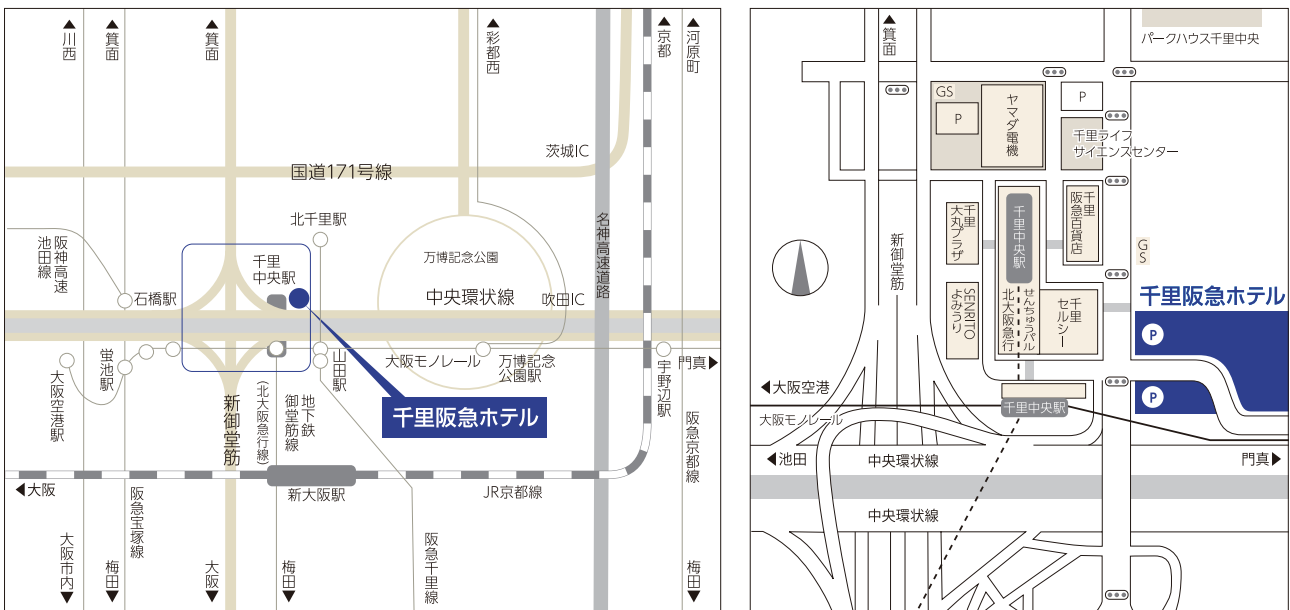 ▲川西
▲箕面
▲箕面
▲彩都西
▲京都
▲河原町
茨城IC
国道171号線
北千里駅
名神高速道路
阪神高速
池田線
千里
中央駅
万博記念公園
石橋駅
中央環状線
吹田IC
蛍池駅
大阪空港駅
山田駅
大阪モノレール
万博記念
公園駅
宇野辺駅
門真▶
新御堂筋
(北大阪急行線)
地下鉄
御堂筋線
千里阪急ホテル
阪急京都線
◀大阪
新大阪駅
JR京都線
阪急宝塚線
阪急千里線
大阪市内▼
梅田▼
大阪▼
梅田▼
梅田▼
▲箕面
パークハウス千里中央
GS
P
ヤマダ電機
P
千里ライフ
サイエンスセンター
千里
大丸プラザ
千里中央駅
千里
阪急百貨店
新御堂筋
GS
SENRITO
よみうり
北大阪急行
せんちゅうパル
千里
セルシー
千里阪急ホテル
P
P
◀大阪空港
千里中央駅
大阪モノレール
◀池田
中央環状線
門真▶
中央環状線